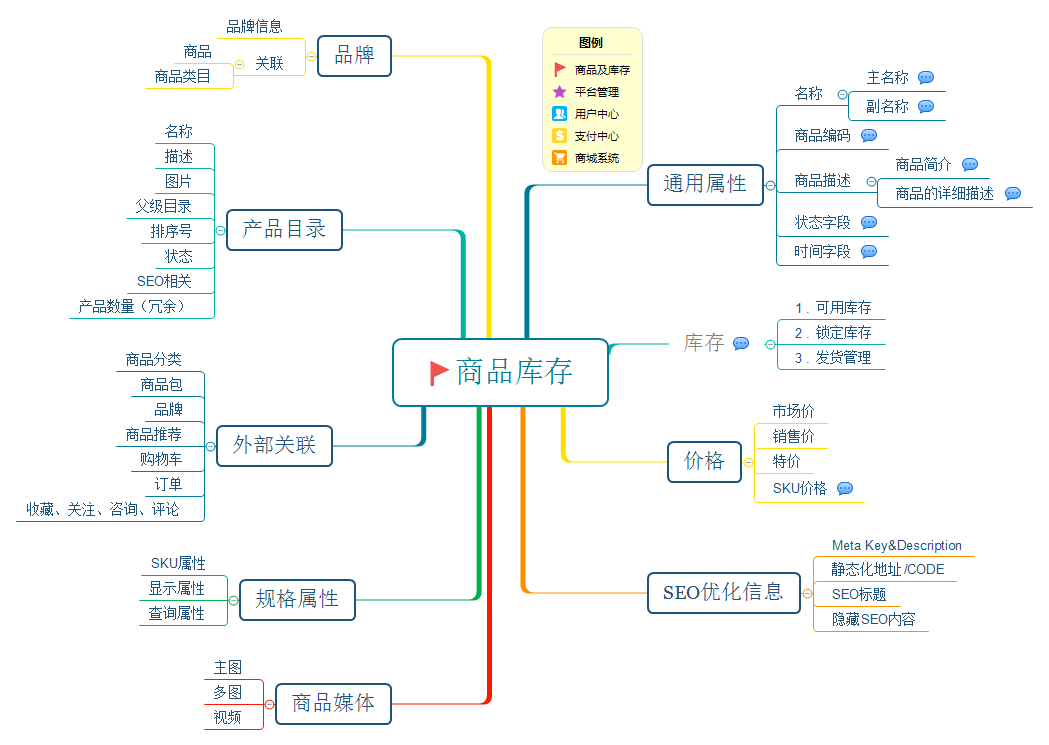 商品库存
品牌
品牌信息
关联
商品
商品类目
产品目录
名称
描述
图片
父级目录
排序号
状态
SEO相关
产品数量（冗余）
外部关联
商品分类
商品包
品牌
商品推荐
购物车
订单
收藏、关注、咨询、评论
规格属性
SKU属性
显示属性
查询属性
商品媒体
主图
多图
视频
图例
商品及库存
平台管理
用户中心
支付中心
商城系统
通用属性
名称
主名称
副名称
商品编码
商品描述
商品简介
商品的详细描述
状态字段
时间字段
库存
1．可用库存
2．锁定库存
3．发货管理
价格
市场价
销售价
特价
SKU价格
SEO优化信息
Meta Key&Description
静态化地址/CODE
SEO标题
隐藏SEO内容